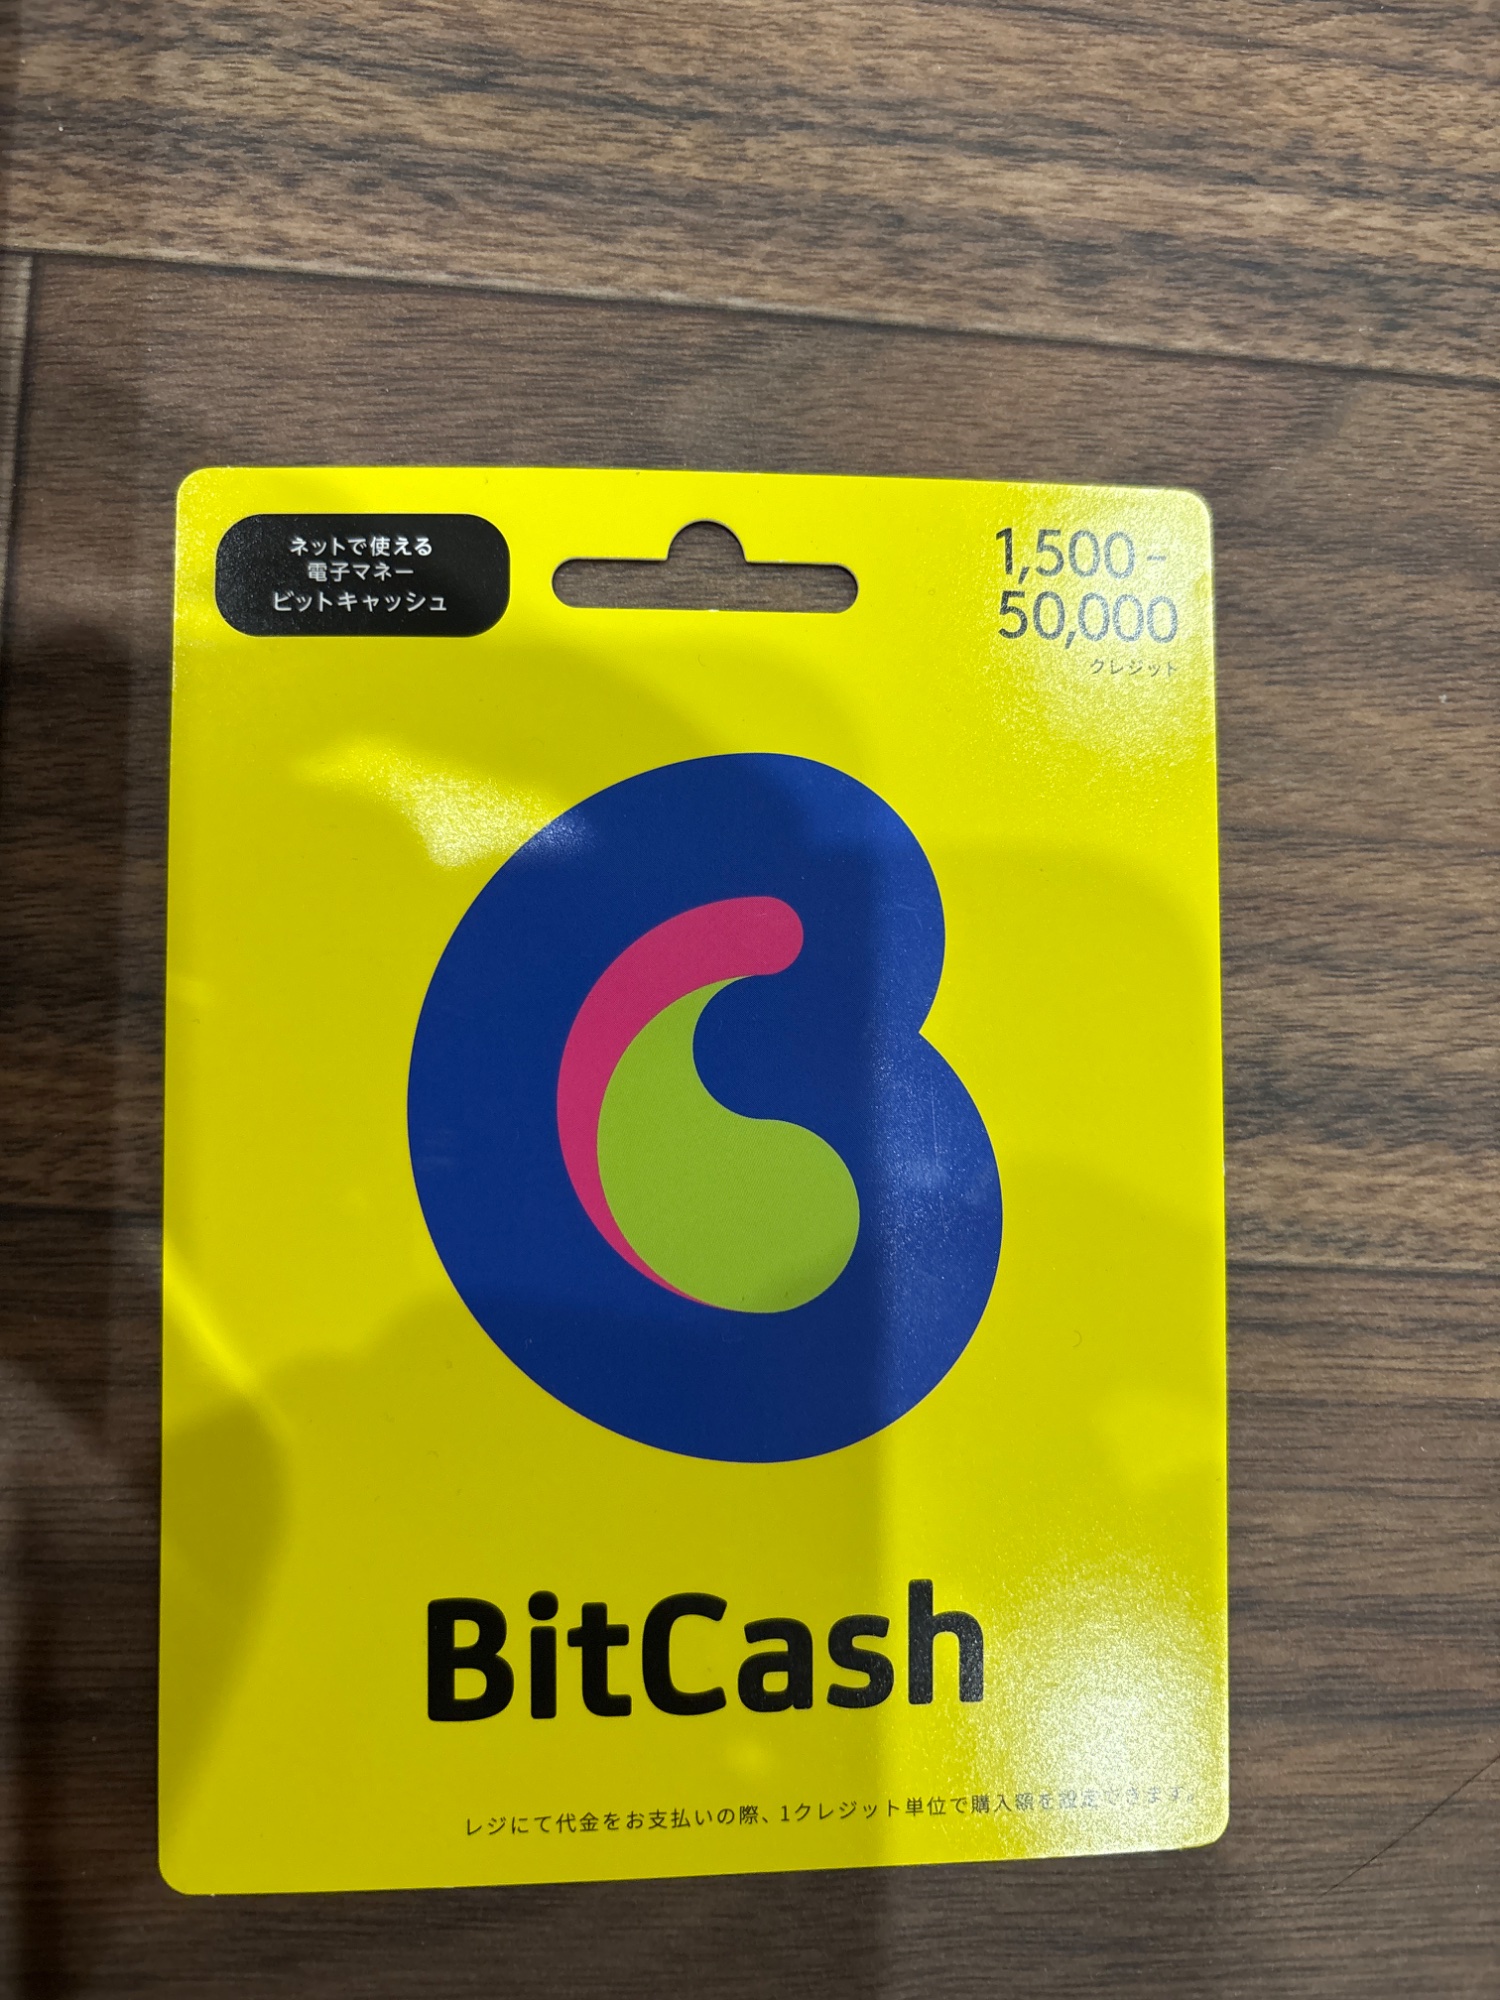 ネットで使える
電子マネー
ビットキャッシュ
1,500-
50,000
クレジット
BitCash
レジにて代金をお支払いの際、1クレジット単位で購入額を設定できます。